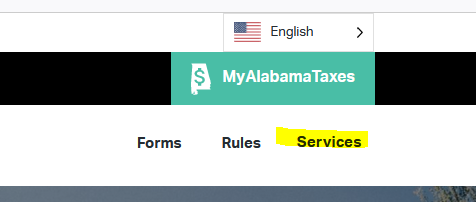 English
MyAlabamaTaxes
Forms Rules Services